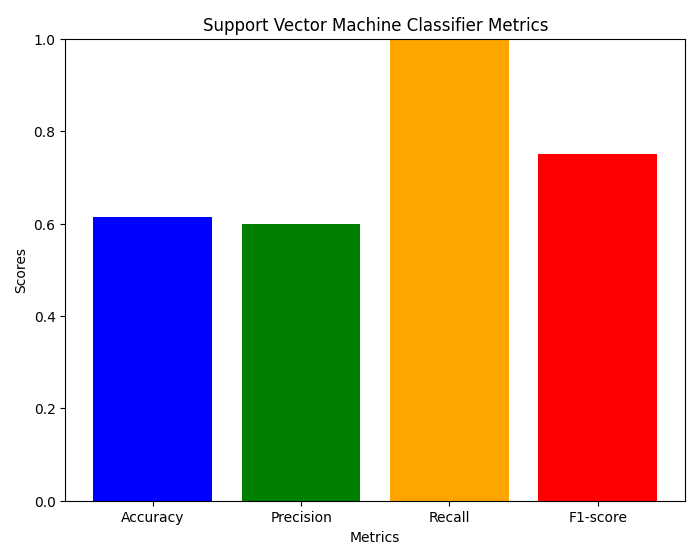 Support Vector Machine Classifier Metrics
1.0
0.8
0.6
0.4
0.2
0.0
Scores
Accuracy Precision Recall F1-score
Metrics